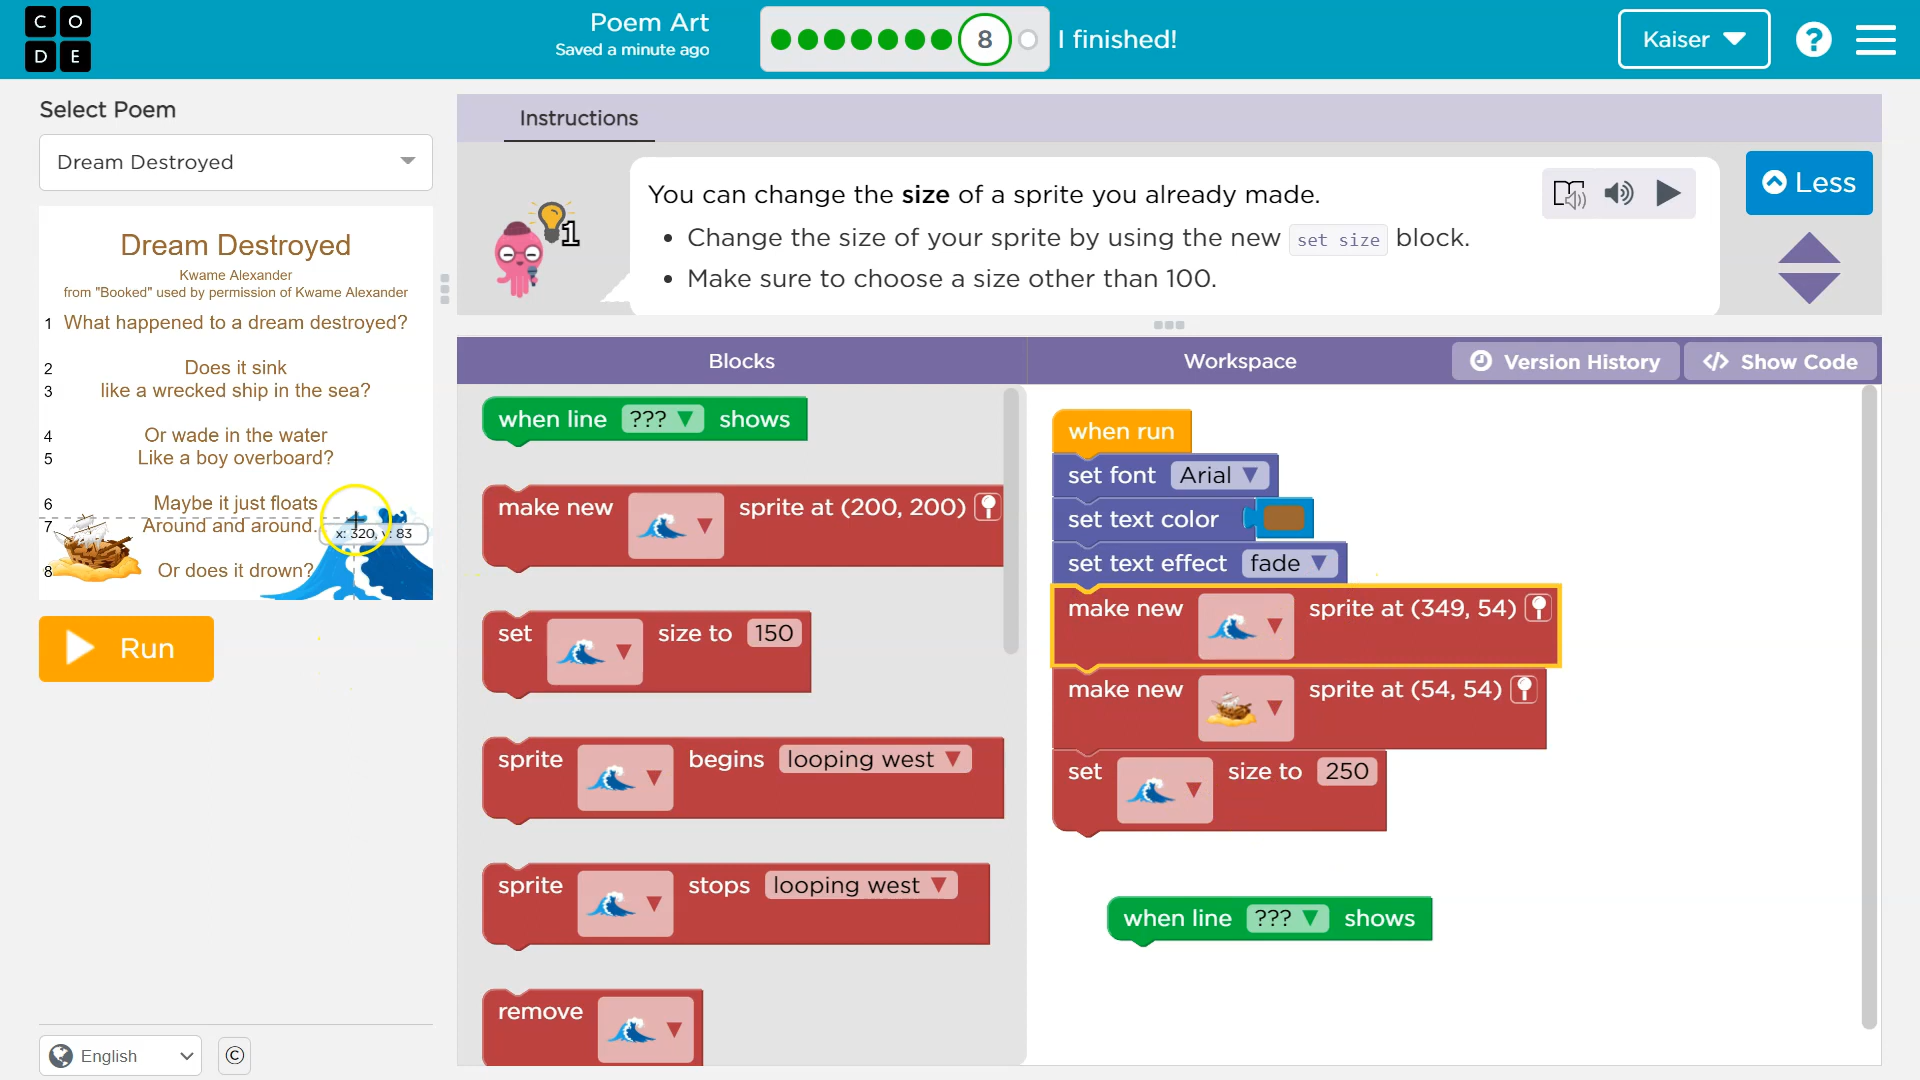 C O
D E
Poem Art
Saved a minute ago
8
I finished!
Kaiser
?
Select Poem
Dream Destroyed
Dream Destroyed
Kwame Alexander
from "Booked" used by permission of Kwame Alexander
1 What happened to a dream destroyed?
2 Does it sink
3 like a wrecked ship in the sea?
4 Or wade in the water
5 Like a boy overboard?
6 Maybe it just floats
7 Around and around.
x: 320, y: 83
8 Or does it drown?
Run
English
©
Instructions
1
You can change the size of a sprite you already made.
• Change the size of your sprite by using the new set size block.
• Make sure to choose a size other than 100.
Less
Blocks
when line ??? shows
make new sprite at (200, 200)
set size to 150
sprite begins looping west
sprite stops looping west
remove
Workspace
Version History
</> Show Code
when run
set font Arial
set text color
set text effect fade
make new sprite at (349, 54)
make new sprite at (54, 54)
set size to 250
when line ??? shows